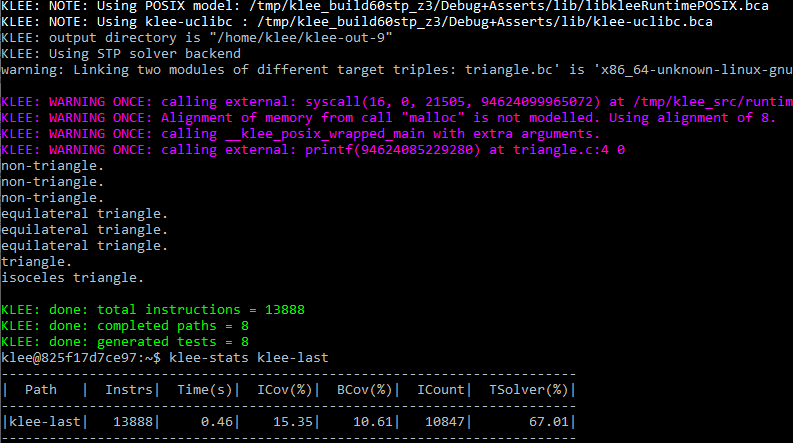 KLEE: NOTE: Using POSIX model: /tmp/klee_build60stp_z3/Debug+Asserts/lib/libkleeRuntimePOSIX.bca
KLEE: NOTE: Using klee-uclibc : /tmp/klee_build60stp_z3/Debug+Asserts/lib/klee-uclibc.bca
KLEE: output directory is "/home/klee/klee-out-9"
KLEE: Using STP solver backend
warning: Linking two modules of different target triples: triangle.bc' is 'x86_64-unknown-linux-gnu
KLEE: WARNING ONCE: calling external: syscall(16, 0, 21505, 94624099965072) at /tmp/klee_src/runtim
KLEE: WARNING ONCE: Alignment of memory from call "malloc" is not modelled. Using alignment of 8.
KLEE: WARNING ONCE: calling __klee_posix_wrapped_main with extra arguments.
KLEE: WARNING ONCE: calling external: printf(94624085229280) at triangle.c:4 0
non-triangle.
non-triangle.
non-triangle.
equilateral triangle.
equilateral triangle.
equilateral triangle.
triangle.
isoceles triangle.
KLEE: done: total instructions = 13888
KLEE: done: completed paths = 8
KLEE: done: generated tests = 8
klee@825f17d7ce97:~$ klee-stats klee-last
------------------------------------------------------------------------
|  Path   |  Instrs|  Time(s)|  ICov(%)|  BCov(%)|  ICount|  TSolver(%)|
------------------------------------------------------------------------
|klee-last|   13888|     0.46|    15.35|    10.61|   10847|       67.01|
------------------------------------------------------------------------